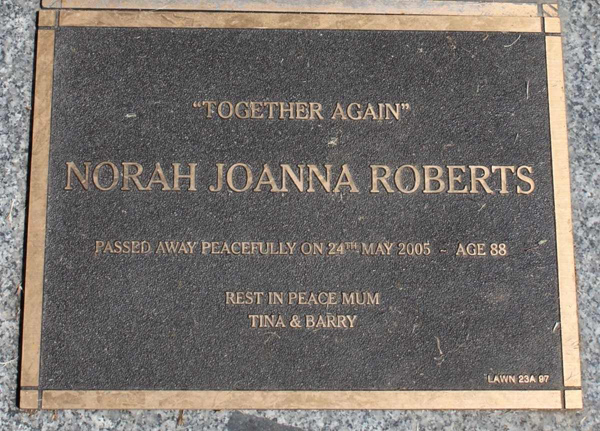 "TOGETHER AGAIN"
NORAH JOANNA ROBERTS
PASSED AWAY PEACEFULLY ON 24TH MAY 2005 - AGE 88
REST IN PEACE MUM
TINA & BARRY
LAWN 23A 97